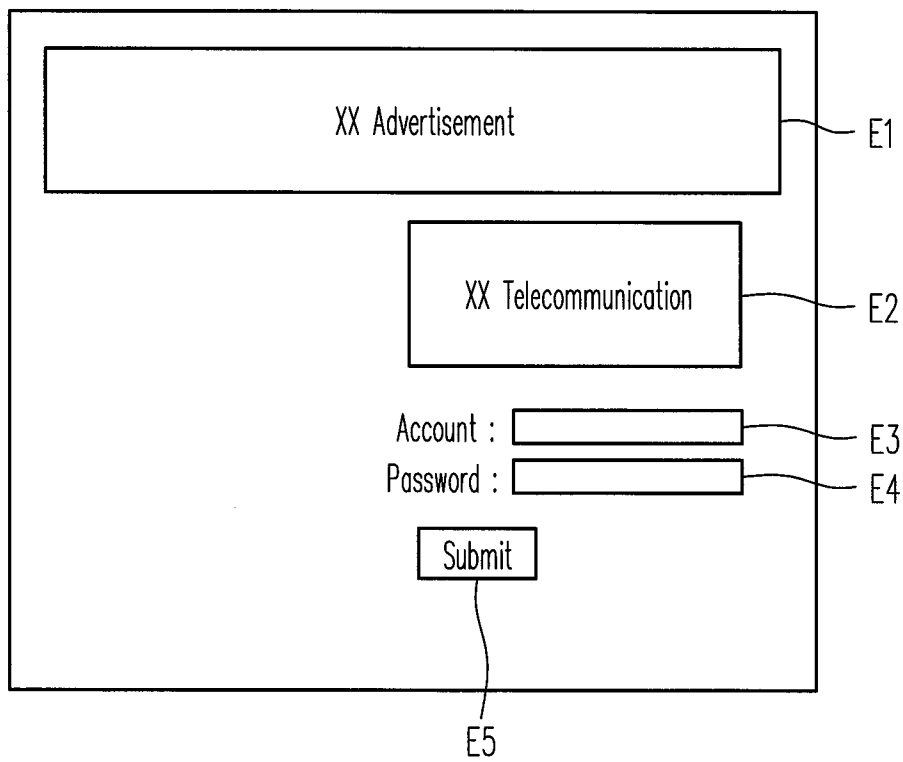 XX Advertisement
E1
XX Telecommunication
E2
Account :
E3
Password :
E4
Submit
E5